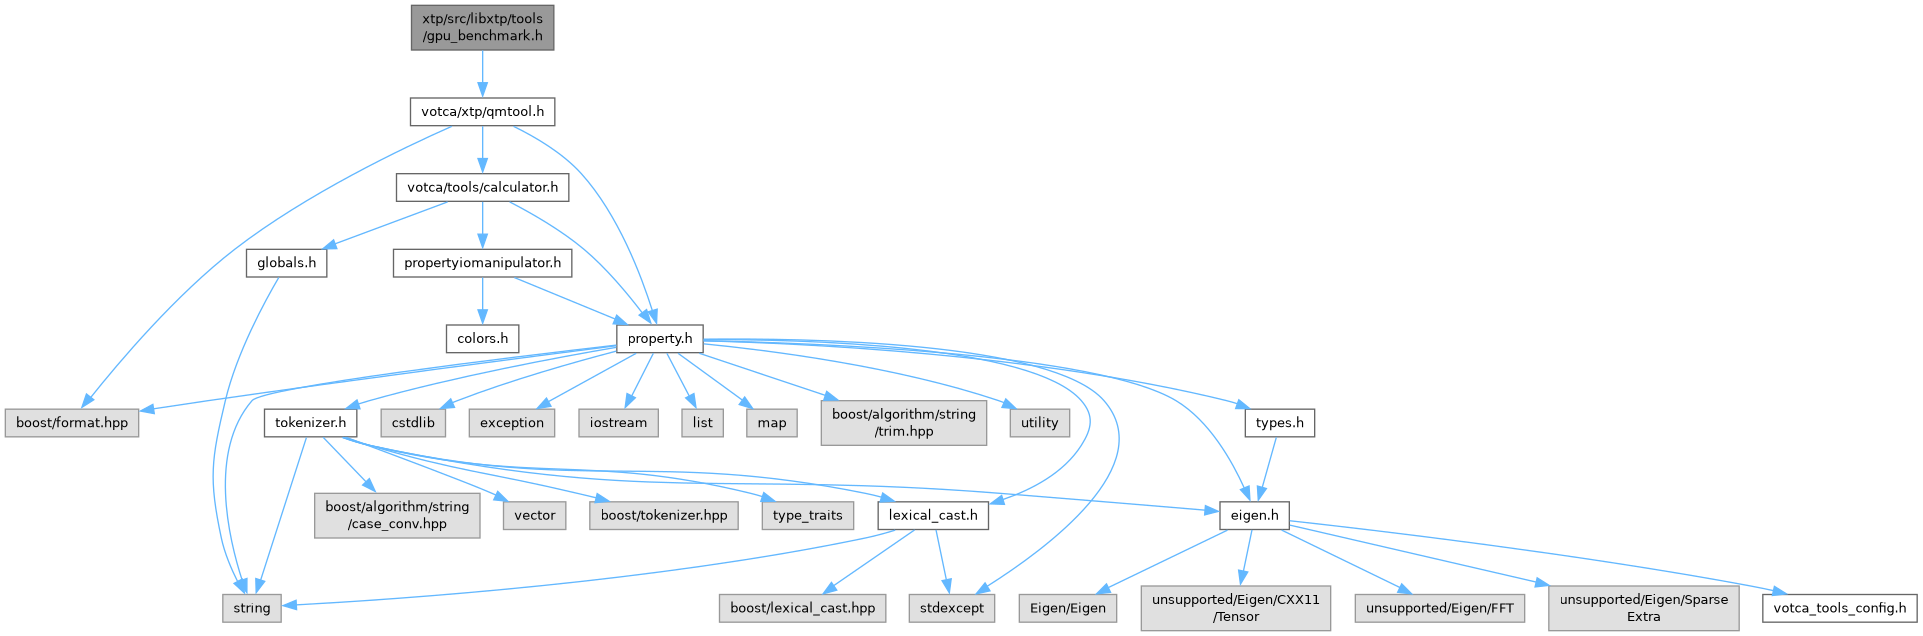 xtp/src/libxtp/tools
/gpu_benchmark.h
votca/xtp/qmtool.h
votca/tools/calculator.h
globals.h
propertyiomanipulator.h
colors.h
property.h
boost/format.hpp
tokenizer.h
cstdlib
exception
iostream
list
map
boost/algorithm/string
/trim.hpp
utility
types.h
boost/algorithm/string
/case_conv.hpp
vector
boost/tokenizer.hpp
type_traits
lexical_cast.h
eigen.h
string
boost/lexical_cast.hpp
stdexcept
Eigen/Eigen
unsupported/Eigen/CXX11
/Tensor
unsupported/Eigen/FFT
unsupported/Eigen/Sparse
Extra
votca_tools_config.h